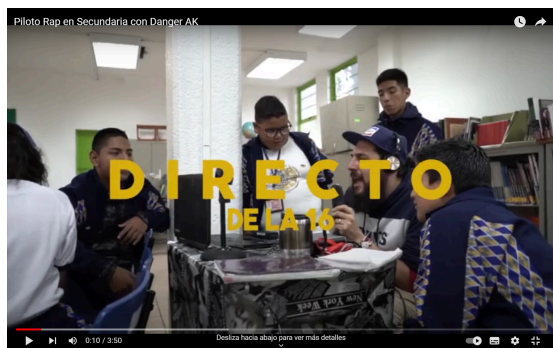 Piloto Rap en Secundaria con Danger AK
DIRECTO
DE LA 16
New York Week
0:10 / 3:50
Desliza hacia abajo para ver más detalles